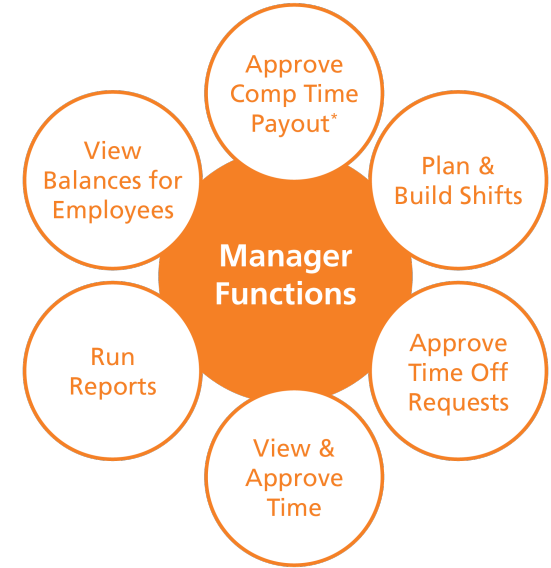 Approve
Comp Time
Payout*
Plan &
Build Shifts
Approve
Time Off
Requests
View &
Approve
Time
Run
Reports
View
Balances for
Employees
Manager
Functions